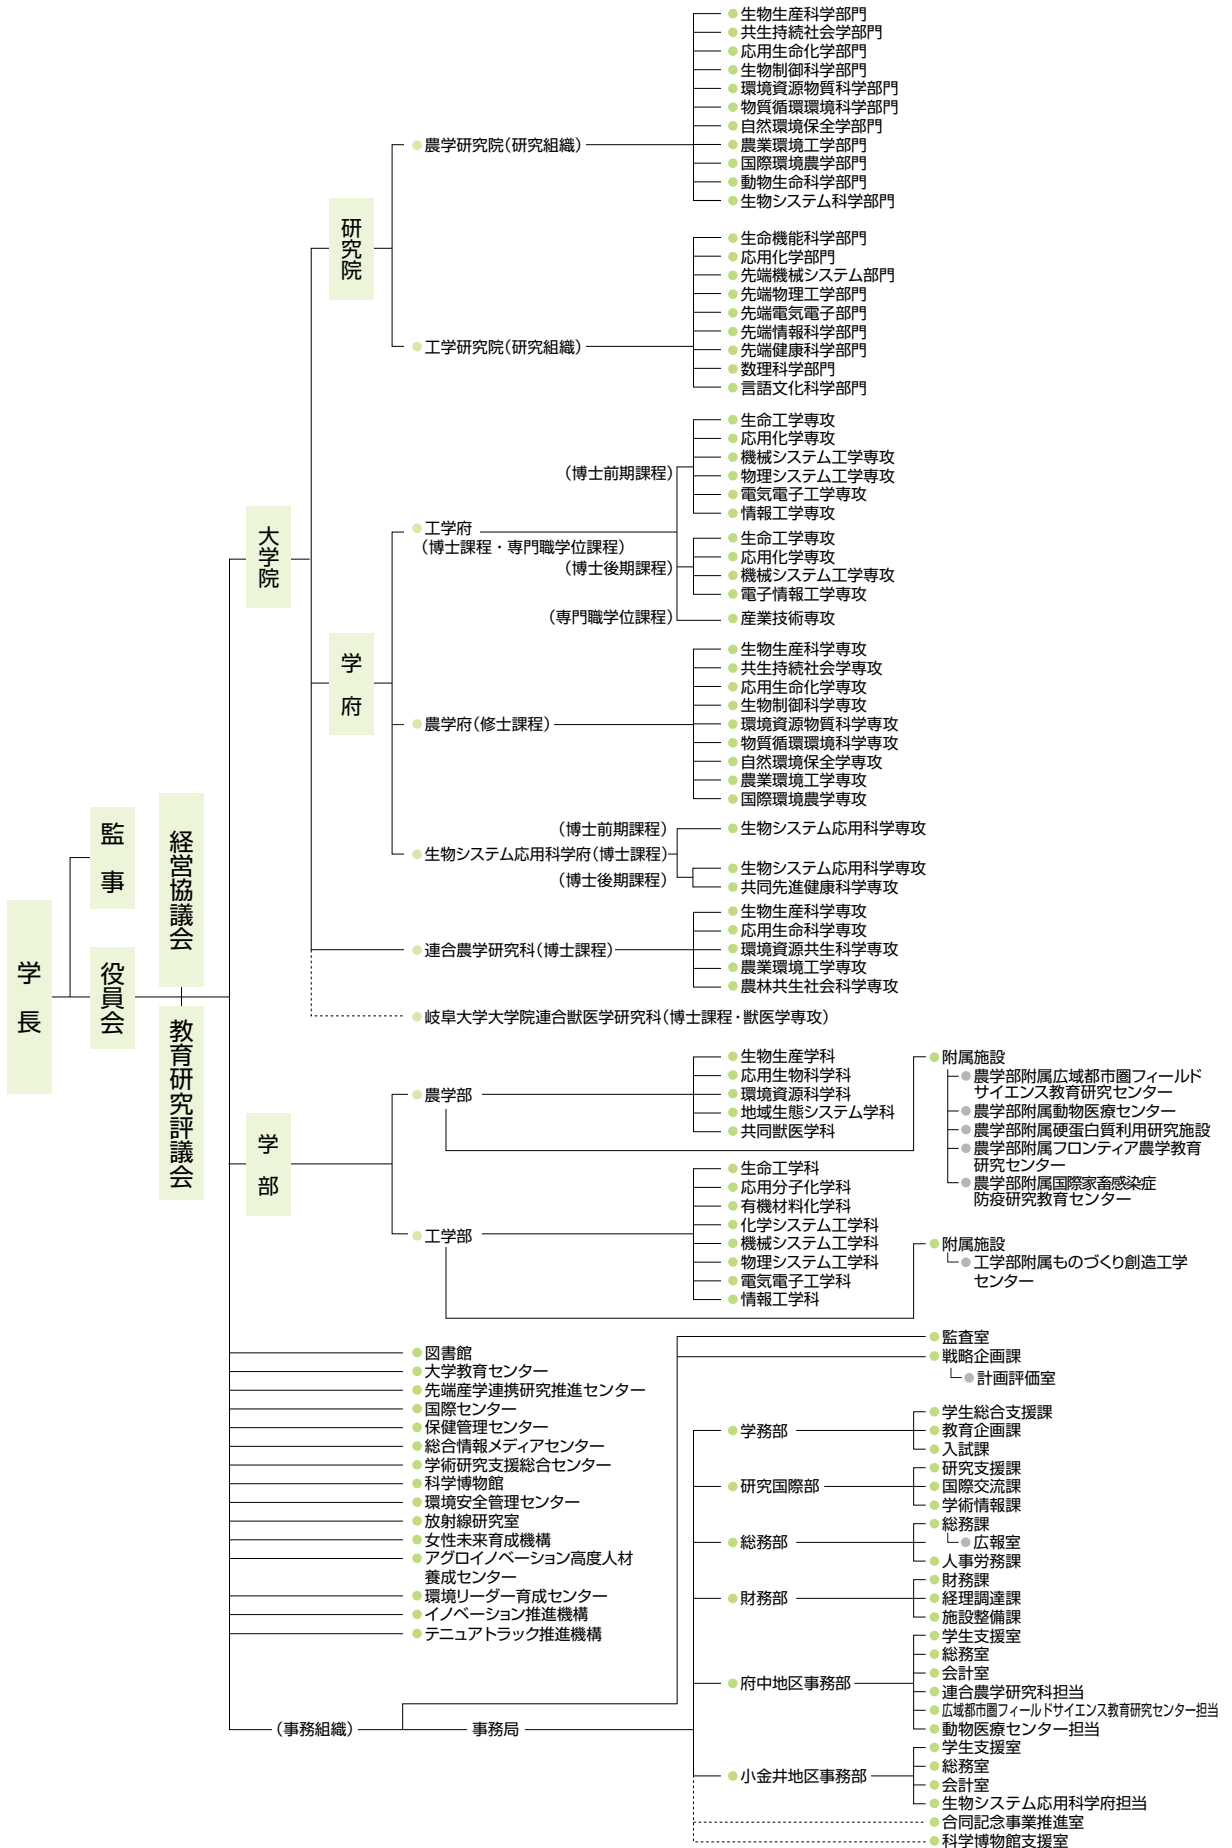 学長
監事
役員会
経営協議会
教育研究評議会
大学院
研究院
農学研究院(研究組織)
生物生産科学部門
共生持続社会学部門
応用生命化学部門
生物制御科学部門
環境資源物質科学部門
物質循環環境科学部門
自然環境保全学部門
農業環境工学部門
国際環境農学部門
動物生命科学部門
生物システム科学部門
工学研究院(研究組織)
生命機能科学部門
応用化学部門
先端機械システム部門
先端物理工学部門
先端電気電子部門
先端情報科学部門
先端健康科学部門
数理科学部門
言語文化科学部門
学府
工学府
(博士課程・専門職学位課程)
(博士前期課程)
生命工学専攻
応用化学専攻
機械システム工学専攻
物理システム工学専攻
電気電子工学専攻
情報工学専攻
(博士後期課程)
生命工学専攻
応用化学専攻
機械システム工学専攻
電子情報工学専攻
(専門職学位課程)
産業技術専攻
農学府(修士課程)
生物生産科学専攻
共生持続社会学専攻
応用生命化学専攻
生物制御科学専攻
環境資源物質科学専攻
物質循環環境科学専攻
自然環境保全学専攻
農業環境工学専攻
国際環境農学専攻
生物システム応用科学府(博士課程)
(博士前期課程)
生物システム応用科学専攻
(博士後期課程)
生物システム応用科学専攻
共同先進健康科学専攻
連合農学研究科(博士課程)
生物生産科学専攻
応用生命科学専攻
環境資源共生科学専攻
農業環境工学専攻
農林共生社会科学専攻
岐阜大学大学院連合獣医学研究科(博士課程・獣医学専攻)
学部
農学部
生物生産学科
応用生物科学科
環境資源科学科
地域生態システム学科
共同獣医学科
附属施設
農学部附属広域都市圏フィールド
サイエンス教育研究センター
農学部附属動物医療センター
農学部附属硬蛋白質利用研究施設
農学部附属フロンティア農学教育
研究センター
農学部附属国際家畜感染症
防疫研究教育センター
工学部
生命工学科
応用分子化学科
有機材料化学科
化学システム工学科
機械システム工学科
物理システム工学科
電気電子工学科
情報工学科
附属施設
工学部附属ものづくり創造工学
センター
図書館
大学教育センター
先端産学連携研究推進センター
国際センター
保健管理センター
総合情報メディアセンター
学術研究支援総合センター
科学博物館
環境安全管理センター
放射線研究室
女性未来育成機構
アグロイノベーション高度人材
養成センター
環境リーダー育成センター
イノベーション推進機構
テニュアトラック推進機構
(事務組織)
事務局
監査室
戦略企画課
計画評価室
学務部
学生総合支援課
教育企画課
入試課
研究国際部
研究支援課
国際交流課
学術情報課
総務部
総務課
広報室
人事労務課
財務部
財務課
経理調達課
施設整備課
府中地区事務部
学生支援室
総務室
会計室
連合農学研究科担当
広域都市圏フィールドサイエンス教育研究センター担当
動物医療センター担当
小金井地区事務部
学生支援室
総務室
会計室
生物システム応用科学府担当
合同記念事業推進室
科学博物館支援室